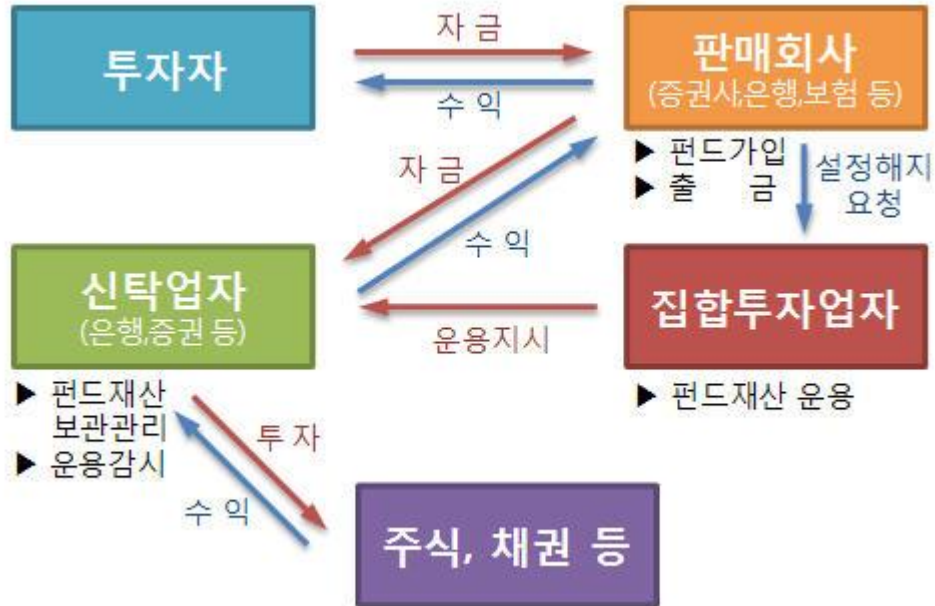 투자자
자 금
수 익
판매회사
(증권사,은행,보험 등)
▶ 펀드가입
▶ 출 금
설정해지
요청
자 금
수 익
신탁업자
(은행,증권 등)
운용지시
집합투자업자
▶ 펀드재산
보관관리
▶ 운용감시
▶ 펀드재산 운용
투 자
수 익
주식, 채권 등